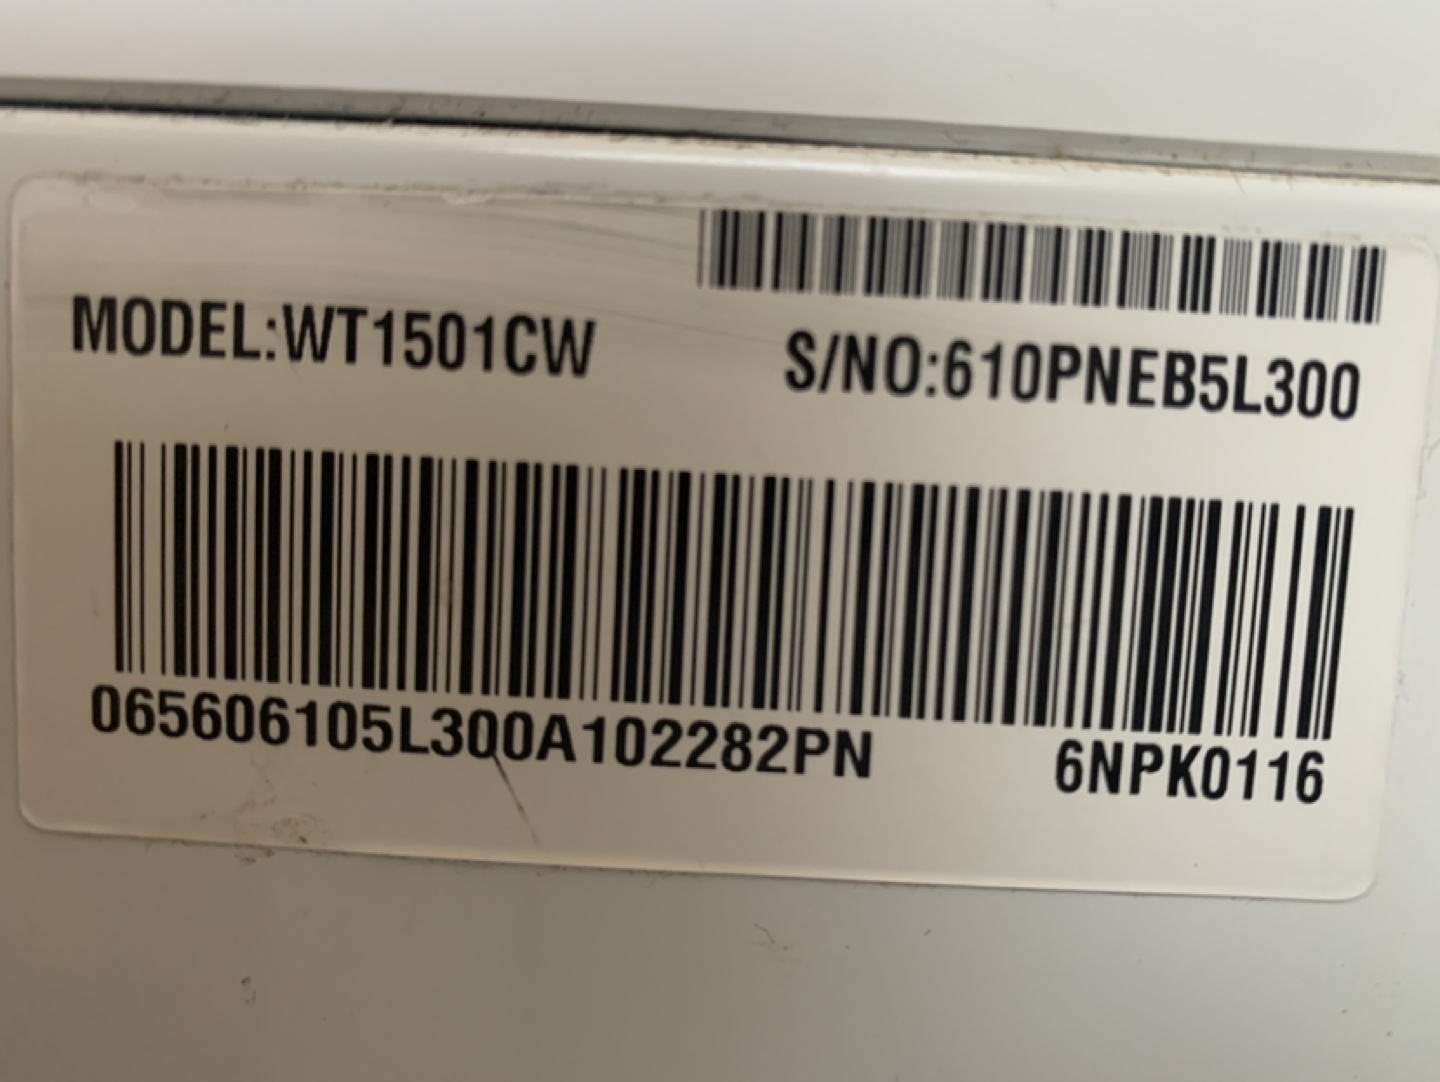 MODEL:WT1501CW
S/NO:610PNEB5L300
065606105L300A102282PN
6NPK0116